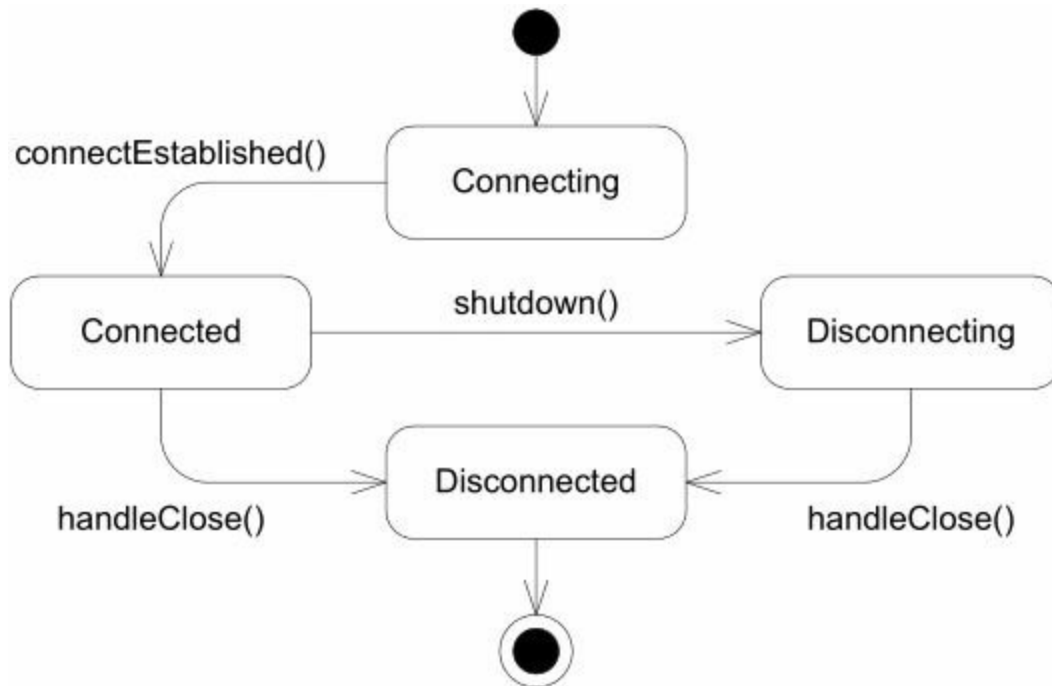 connectEstablished()
Connecting
shutdown()
Connected
Disconnecting
Disconnected
handleClose()
handleClose()